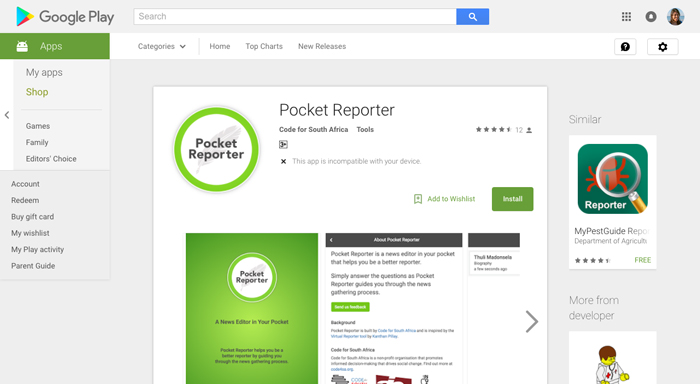 Google Play
Search
Apps
Categories
Home
Top Charts
New Releases
My apps
Shop
Games
Family
Editors' Choice
Account
Redeem
Buy gift card
My wishlist
My Play activity
Parent Guide
Pocket Reporter
Code for South Africa Tools
12
3+
This app is incompatible with your device.
Add to Wishlist
Install
Pocket
Reporter
Pocket
Reporter
A News Editor in Your Pocket
Pocket Reporter helps you be a
better reporter by guiding you
through the news gathering process.
About Pocket Reporter
Pocket Reporter is a news editor in your pocket
that helps you be a better reporter.
Simply answer the questions as Pocket
Reporter guides you through the news
gathering process.
Send us feedback
Background
Pocket Reporter is built by Code for South Africa and is inspired by the
Virtual Reporter tool by Kanthan Pillay.
Code for South Africa
Code for South Africa is a non-profit organisation that promotes
informed decision-making that drives social change. Find us at
code4sa.org.
Thuli Madonsela
Biography
a few seconds ago
Similar
Reporter
MyPestGuide Repo
Department of Agricultu
FREE
More from
developer